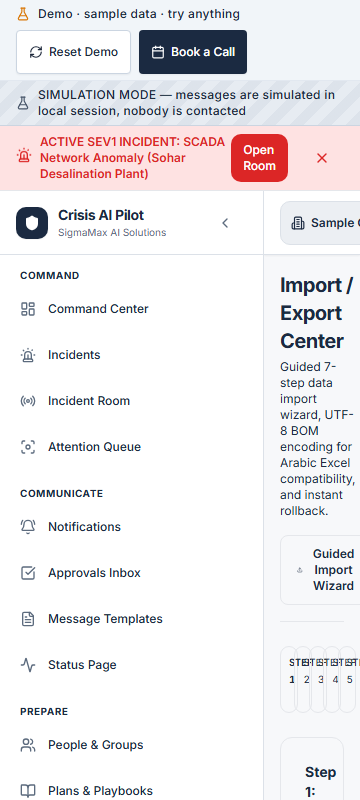 Demo · sample data · try anything
Reset Demo
Book a Call
SIMULATION MODE — messages are simulated in
local session, nobody is contacted
ACTIVE SEV1 INCIDENT: SCADA
Network Anomaly (Sohar
Desalination Plant)
Open
Room
Crisis AI Pilot
SigmaMax AI Solutions
COMMAND
Command Center
Incidents
Incident Room
Attention Queue
COMMUNICATE
Notifications
Approvals Inbox
Message Templates
Status Page
PREPARE
People & Groups
Plans & Playbooks
Sample
Import /
Export
Center
Guided 7-
step data
import
wizard, UTF-
8 BOM
encoding for
Arabic Excel
compatibility,
and instant
rollback.
Guided
Import
Wizard
1 2 3 4 5
Step
1: